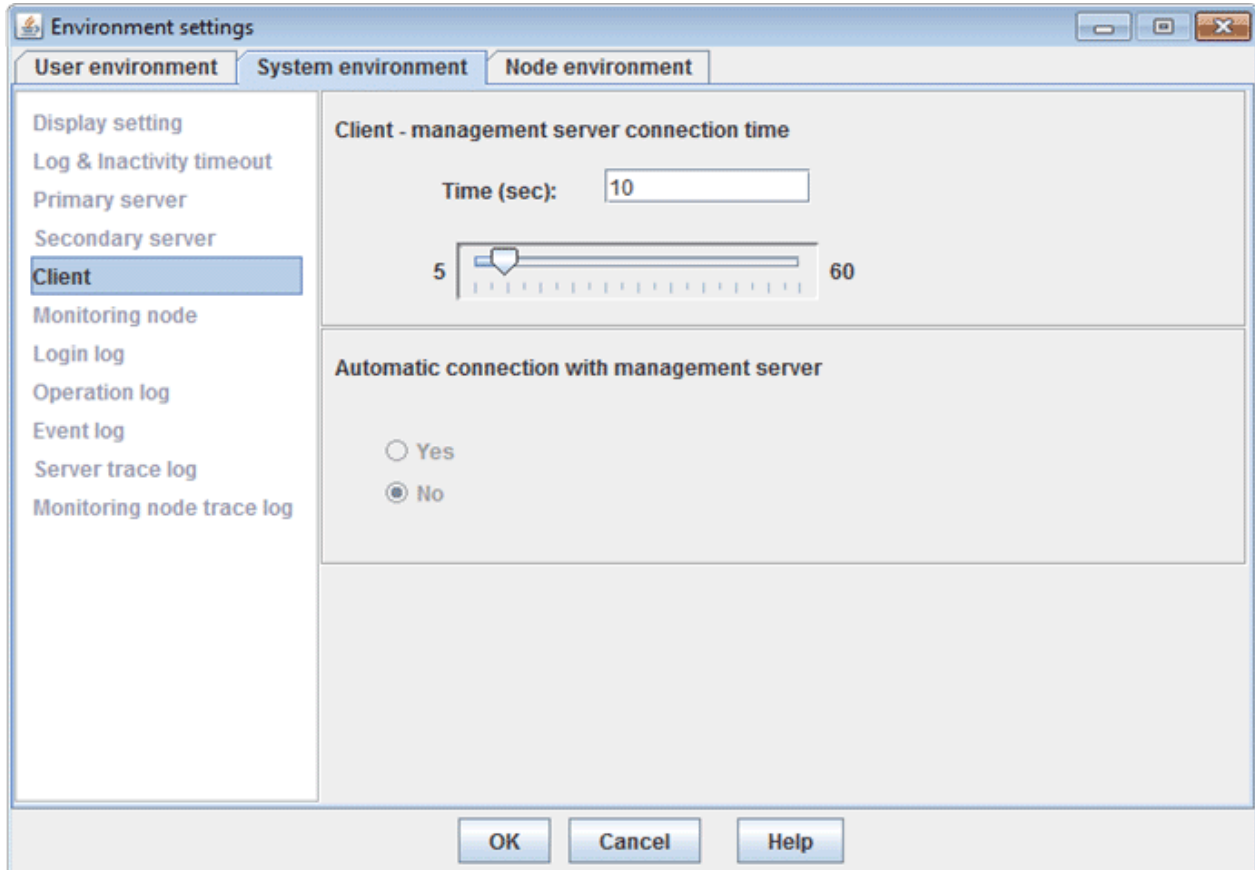 Environment settings
User environment System environment Node environment
Display setting
Log & Inactivity timeout
Primary server
Secondary server
Client
Monitoring node
Login log
Operation log
Event log
Server trace log
Monitoring node trace log
Client - management server connection time
Time (sec): 10
5 60
Automatic connection with management server
Yes
No
OK Cancel Help